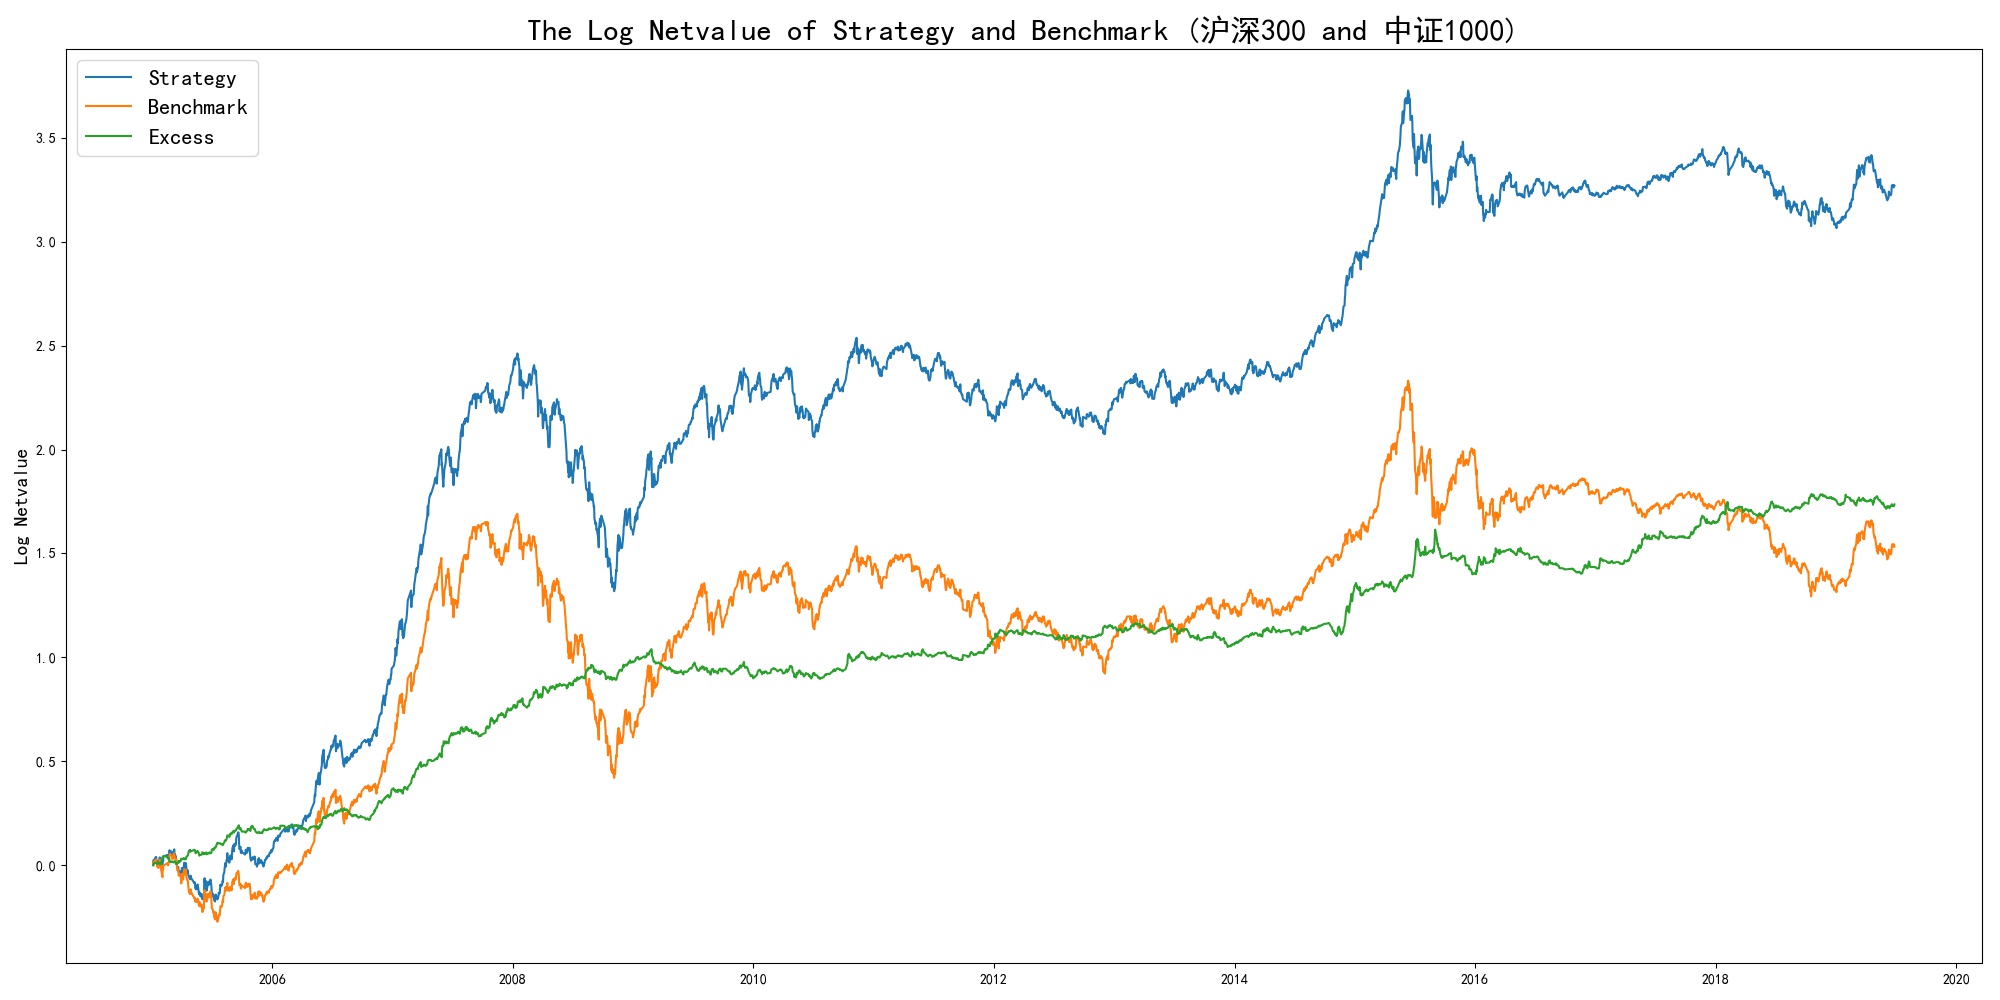 The Log Netvalue of Strategy and Benchmark (沪深300 and 中证1000)
Strategy
Benchmark
Excess
Log Netvalue
3.5
3.0
2.5
2.0
1.5
1.0
0.5
0.0
2006 2008 2010 2012 2014 2016 2018 2020